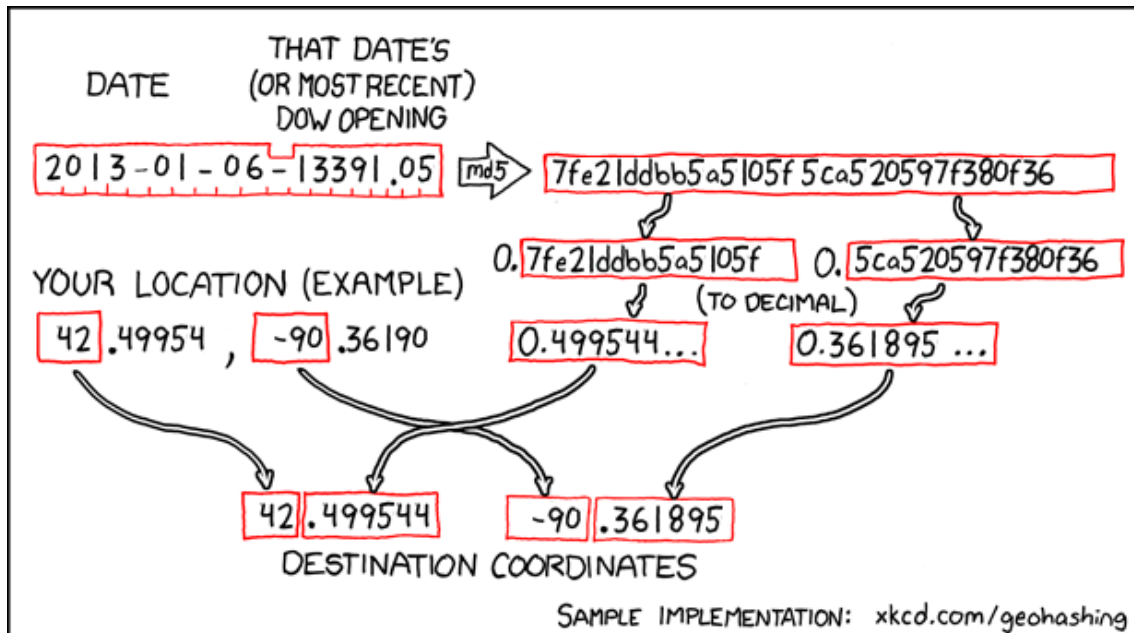 THAT DATE'S
DATE (OR MOST RECENT)
DOW OPENING
2013-01-06-13391.05 md5 7fe21ddbb5a5105f5ca520597f380f36
0.7fe21ddbb5a5105f 0.5ca520597f380f36
YOUR LOCATION (EXAMPLE) (TO DECIMAL)
42.49954, -90.36190 0.499544... 0.361895...
42.499544 -90.361895
DESTINATION COORDINATES
SAMPLE IMPLEMENTATION: xkcd.com/geohashing